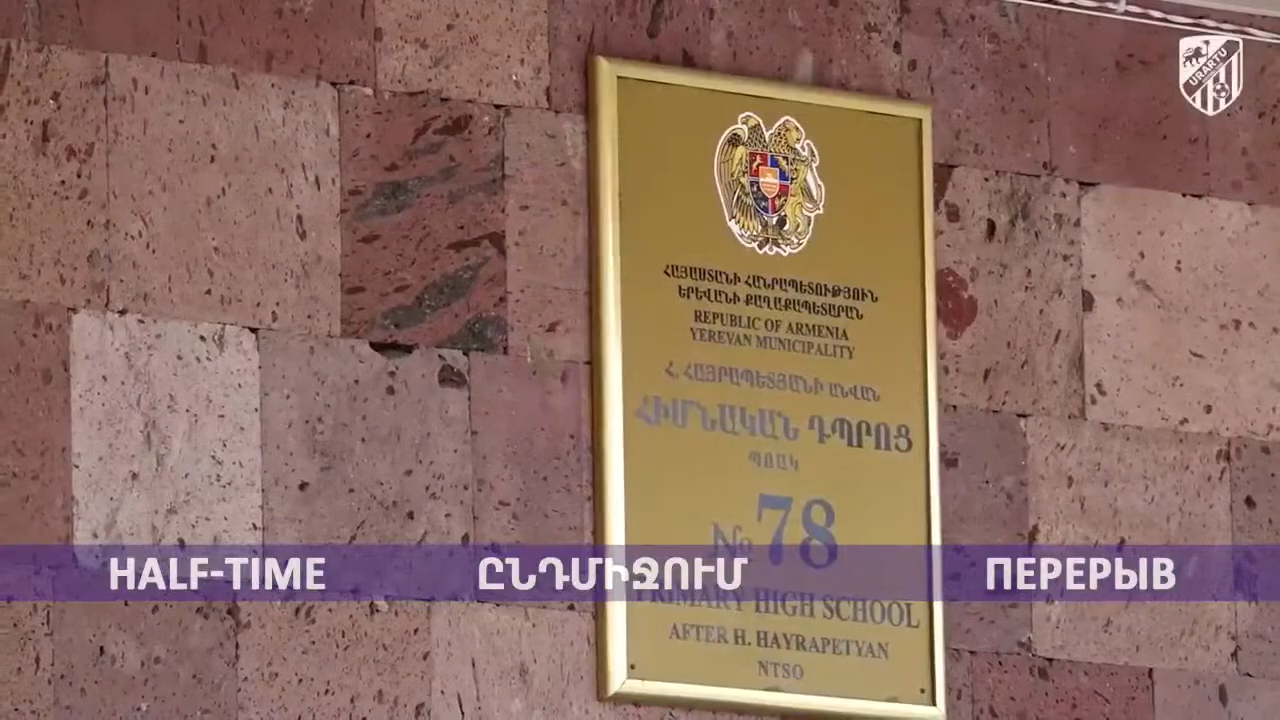 URARTU
ՀԱՅԱՍՏԱՆԻ ՀԱՆՐԱՊԵՏՈՒԹՅՈՒՆ
ԵՐԵՎԱՆԻ ՔԱՂԱՔԱՊԵՏԱՐԱՆ
REPUBLIC OF ARMENIA
YEREVAN MUNICIPALITY
Հ. ՀԱՅՐԱՊԵՏՅԱՆԻ ԱՆՎԱՆ
ՀԻՄՆԱԿԱՆ ԴՊՐՈՑ
ՊՈԱԿ
№ 78
HALF-TIME ԸՆԴՄԻՋՈՒՄ ПЕРЕРЫВ
PRIMARY HIGH SCHOOL
AFTER H. HAYRAPETYAN
NTSO